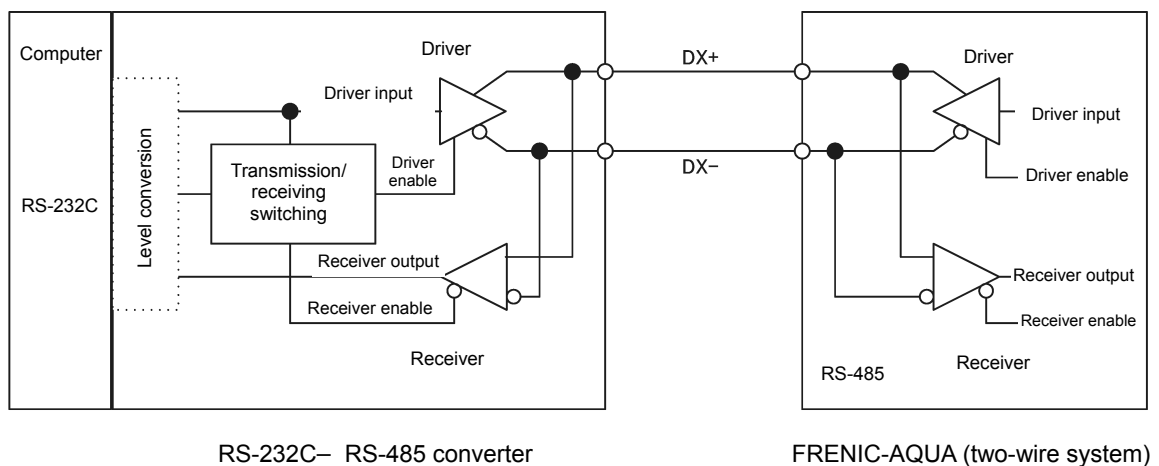 Computer
RS-232C
Level conversion
Driver
Driver input
Transmission/
receiving
switching
Driver
enable
Receiver output
Receiver enable
Receiver
DX+
DX–
Driver
Driver input
Driver enable
Receiver output
Receiver enable
Receiver
RS-485
RS-232C– RS-485 converter
FRENIC-AQUA (two-wire system)